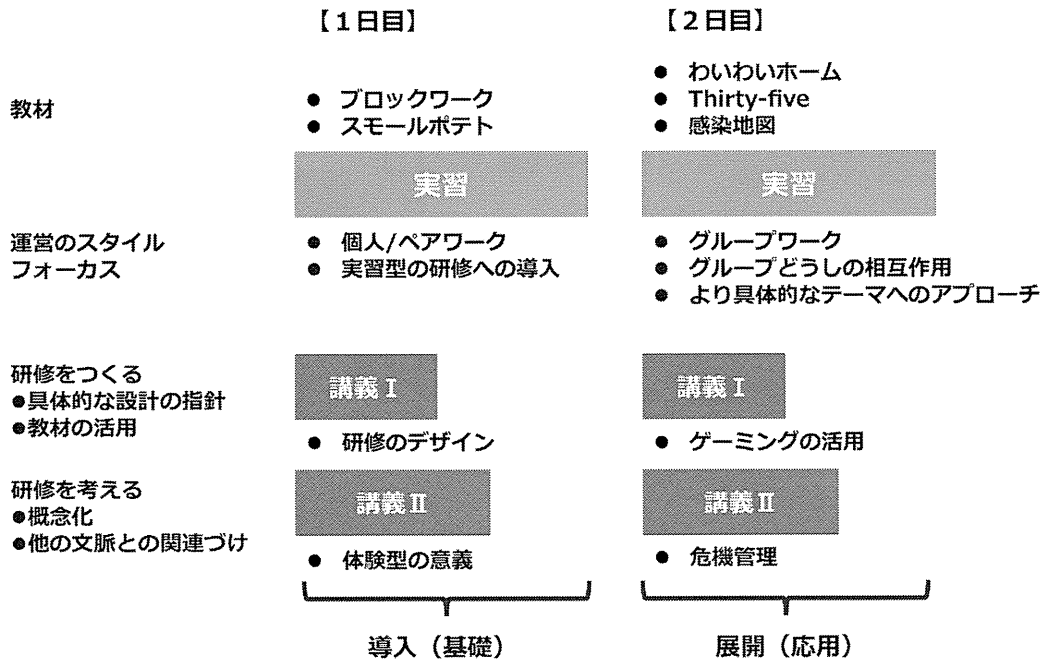 【1日目】
【2日目】
教材
● ブロックワーク
● スモールポテト
● わいわいホーム
● Thirty-five
● 感染地図
実習
実習
運営のスタイル
フォーカス
● 個人/ペアワーク
● 実習型の研修への導入
● グループワーク
● グループどうしの相互作用
● より具体的なテーマへのアプローチ
研修をつくる
●具体的な設計の指針
●教材の活用
講義Ⅰ
● 研修のデザイン
講義Ⅰ
● ゲーミングの活用
研修を考える
●概念化
●他の文脈との関連づけ
講義Ⅱ
● 体験型の意義
講義Ⅱ
● 危機管理
導入（基礎）
展開（応用）